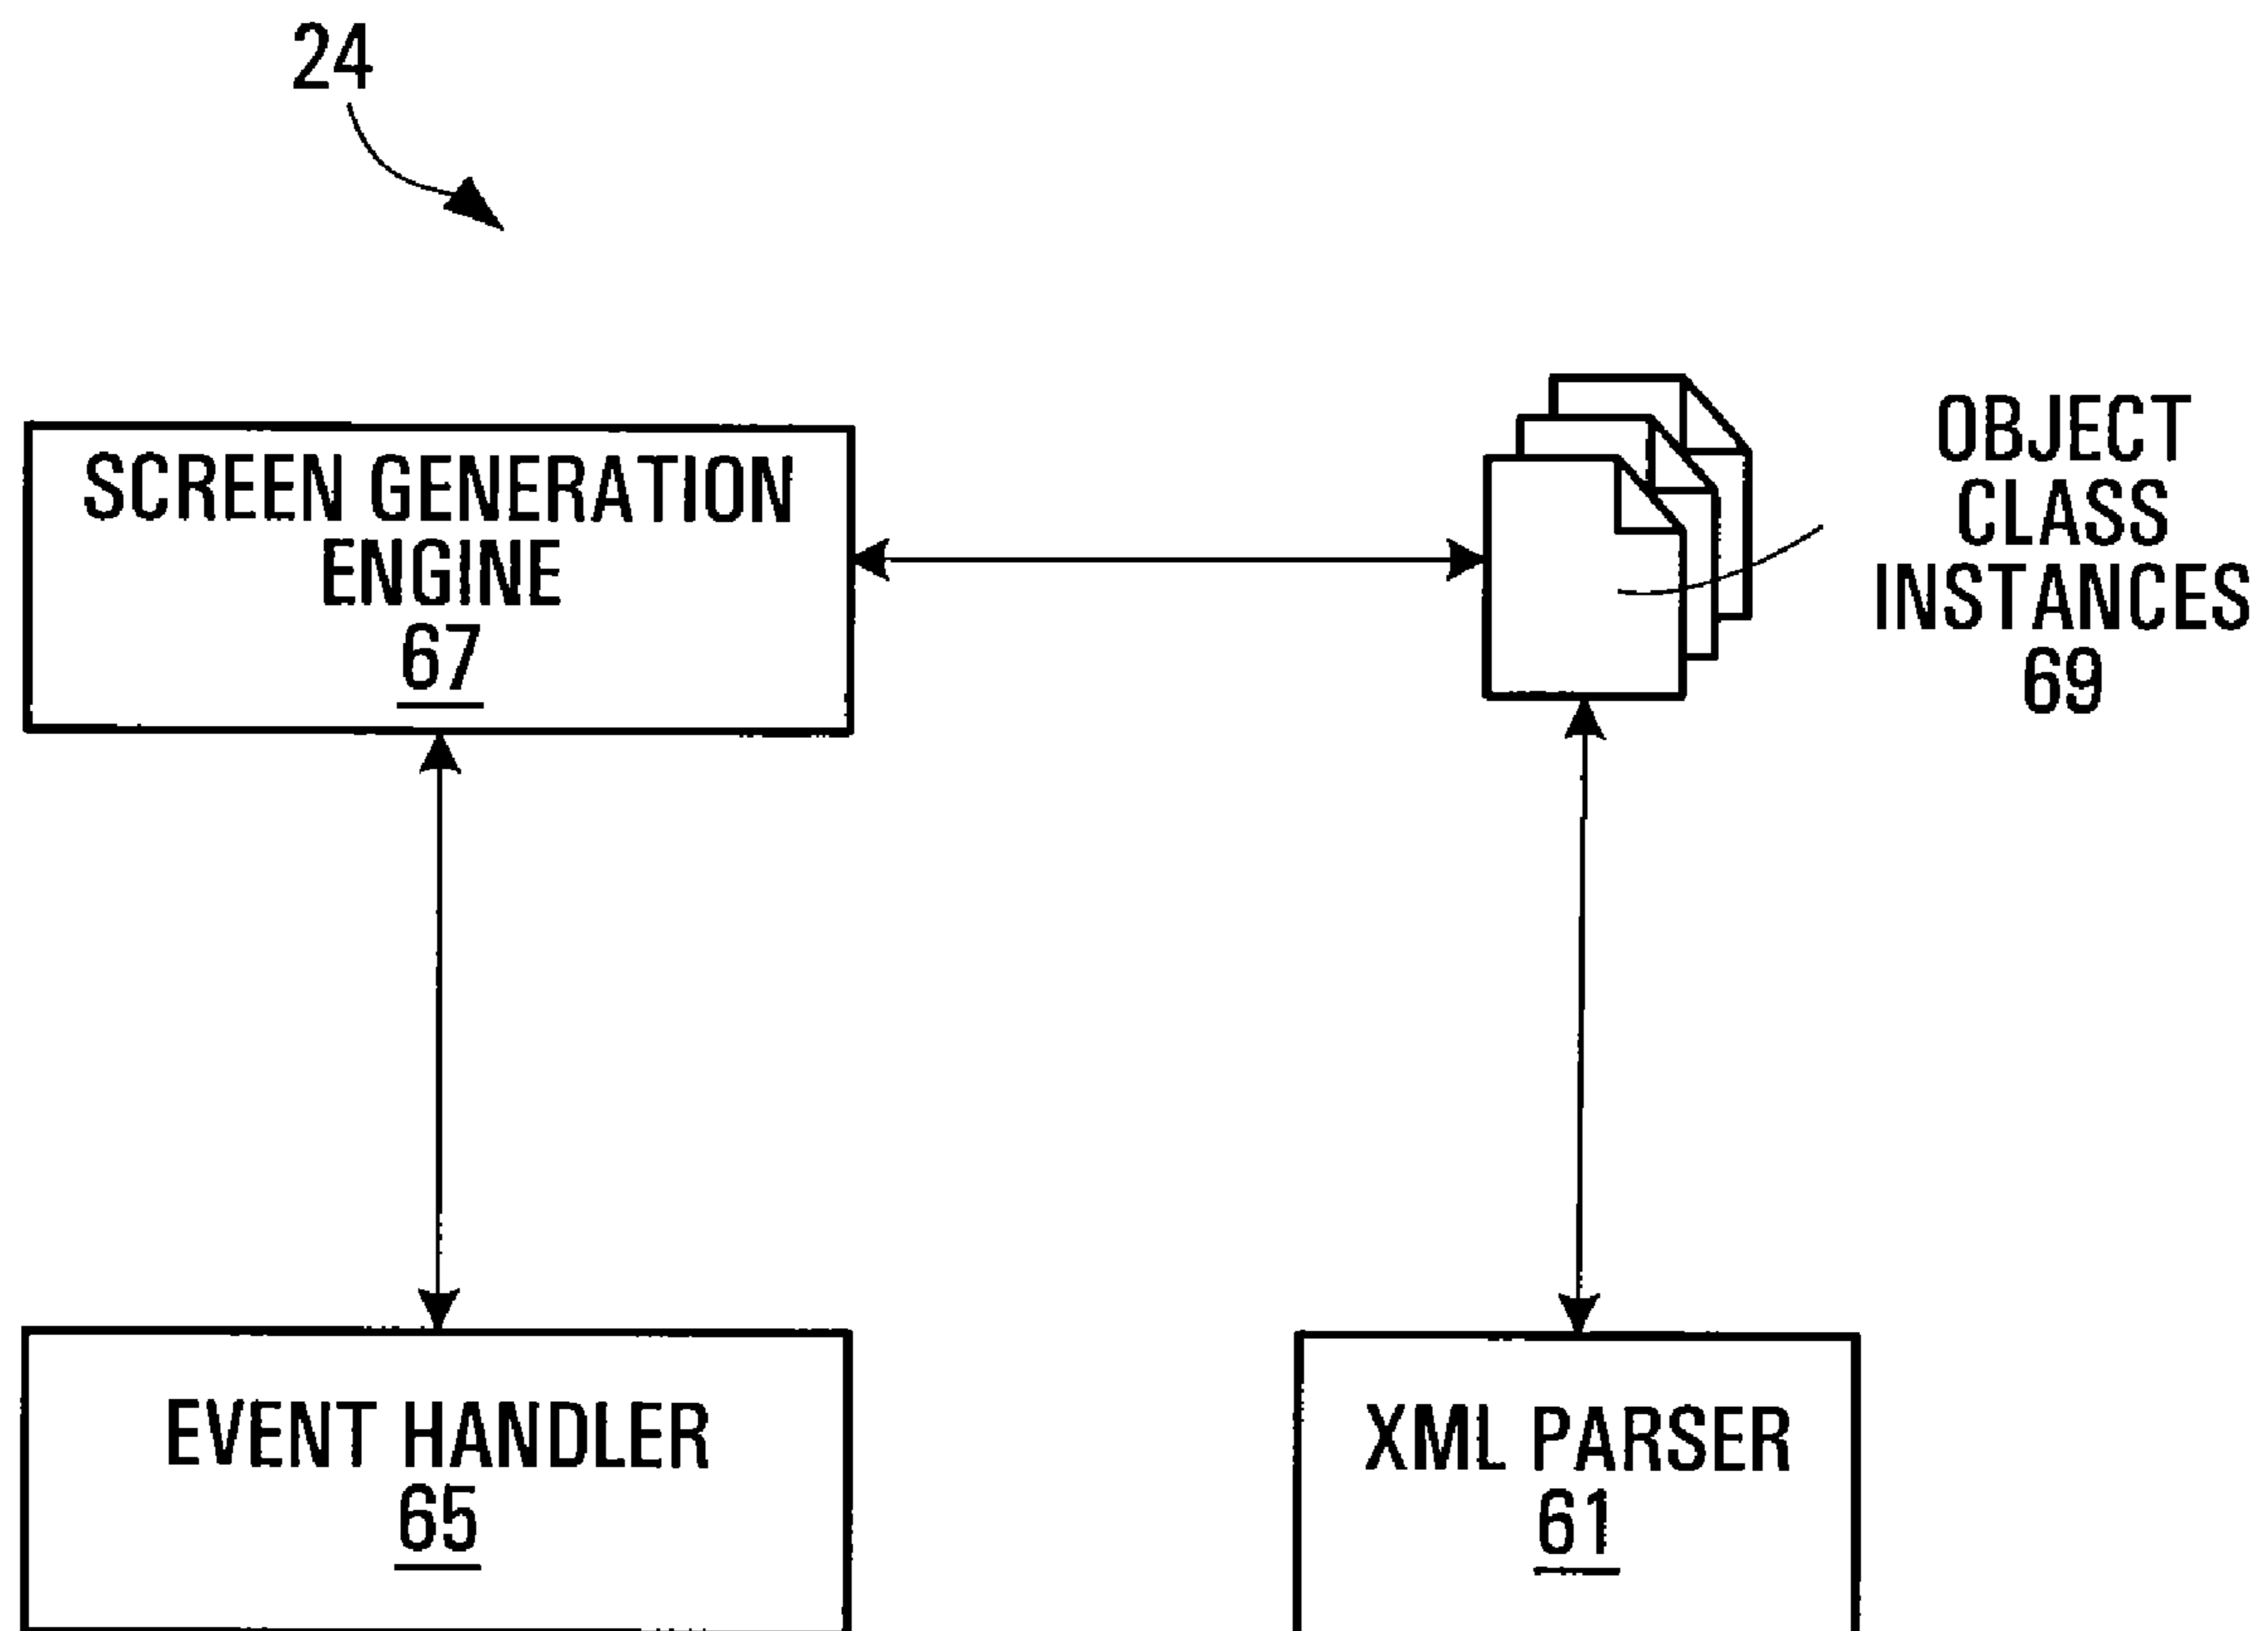 24
SCREEN GENERATION
ENGINE
67
OBJECT
CLASS
INSTANCES
69
EVENT HANDLER
65
XML PARSER
61